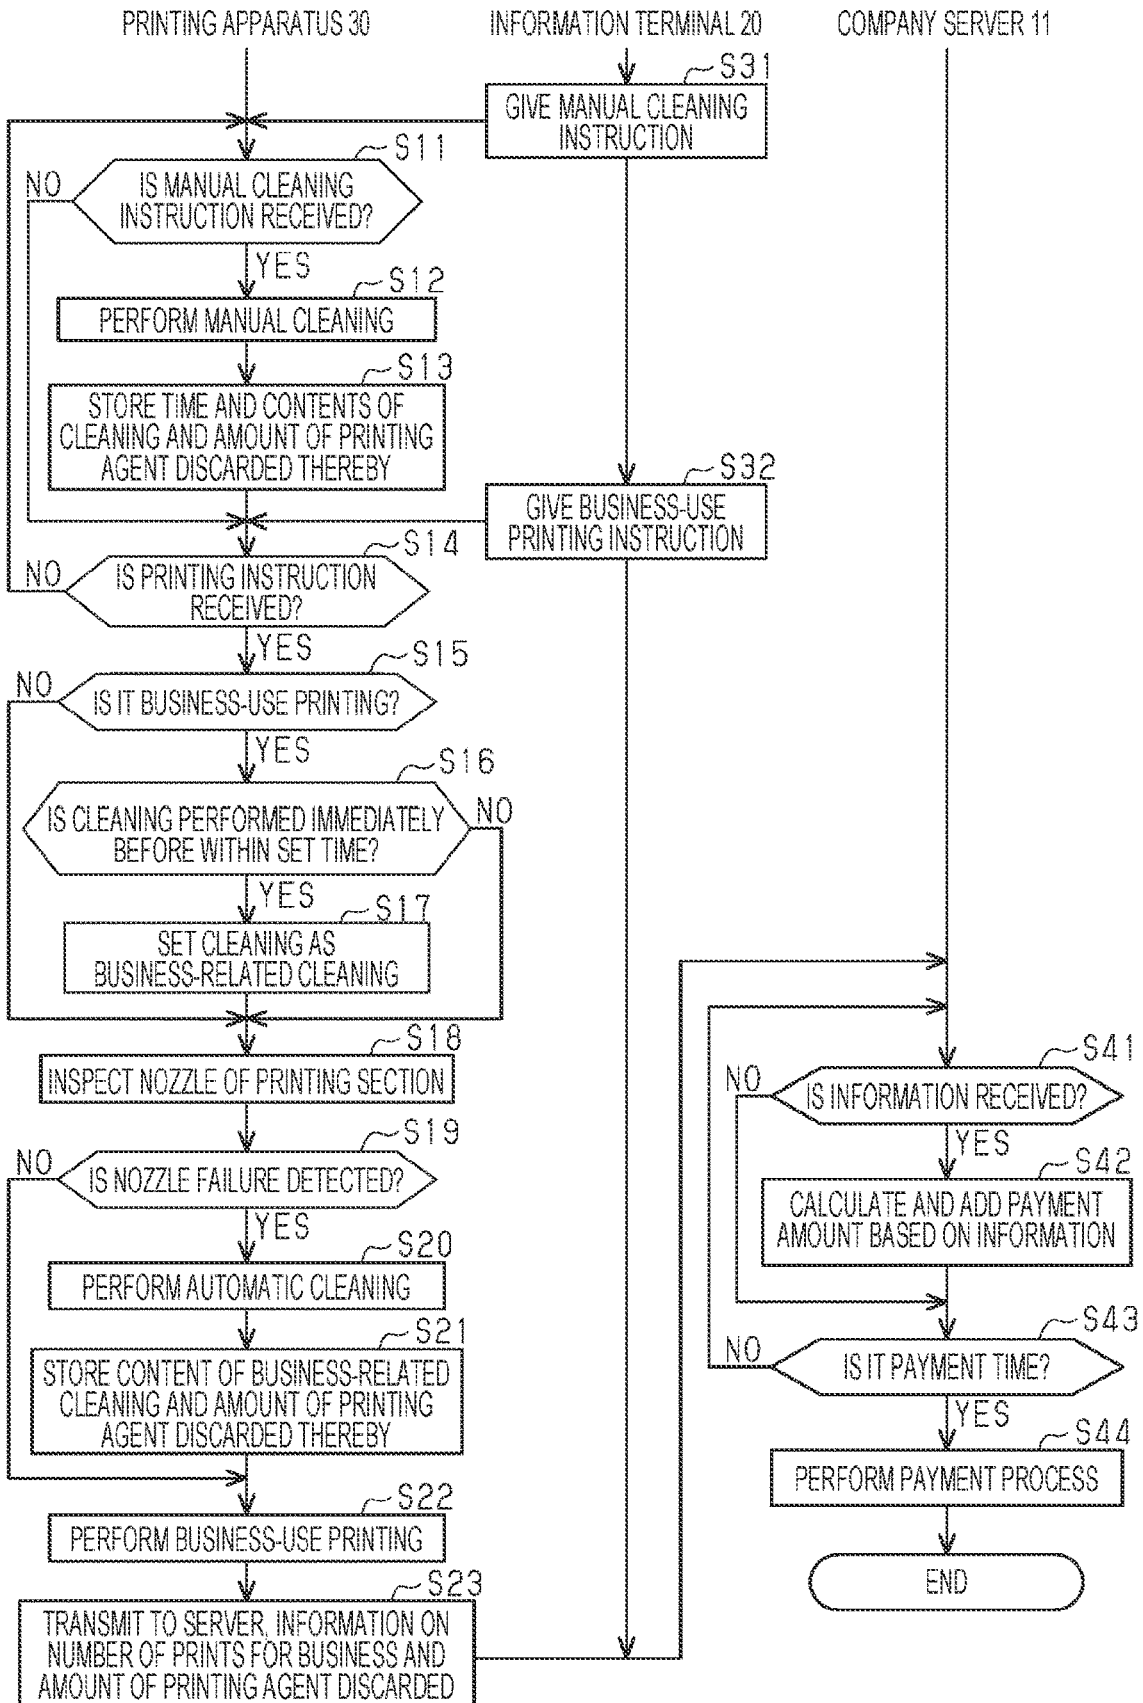 PRINTING APPARATUS 30
INFORMATION TERMINAL 20
COMPANY SERVER 11
S31
GIVE MANUAL CLEANING
INSTRUCTION
S11
NO
IS MANUAL CLEANING
INSTRUCTION RECEIVED?
YES
S12
PERFORM MANUAL CLEANING
S13
STORE TIME AND CONTENTS OF
CLEANING AND AMOUNT OF PRINTING
AGENT DISCARDED THEREBY
S32
GIVE BUSINESS-USE
PRINTING INSTRUCTION
S14
NO
IS PRINTING INSTRUCTION
RECEIVED?
YES
S15
NO
IS IT BUSINESS-USE PRINTING?
YES
S16
IS CLEANING PERFORMED IMMEDIATELY
BEFORE WITHIN SET TIME?
NO
YES
S17
SET CLEANING AS
BUSINESS-RELATED CLEANING
S18
INSPECT NOZZLE OF PRINTING SECTION
S19
NO
IS NOZZLE FAILURE DETECTED?
YES
S20
PERFORM AUTOMATIC CLEANING
S21
STORE CONTENT OF BUSINESS-RELATED
CLEANING AND AMOUNT OF PRINTING
AGENT DISCARDED THEREBY
S22
PERFORM BUSINESS-USE PRINTING
S23
TRANSMIT TO SERVER, INFORMATION ON
NUMBER OF PRINTS FOR BUSINESS AND
AMOUNT OF PRINTING AGENT DISCARDED
S41
NO
IS INFORMATION RECEIVED?
YES
S42
CALCULATE AND ADD PAYMENT
AMOUNT BASED ON INFORMATION
S43
NO
IS IT PAYMENT TIME?
YES
S44
PERFORM PAYMENT PROCESS
END